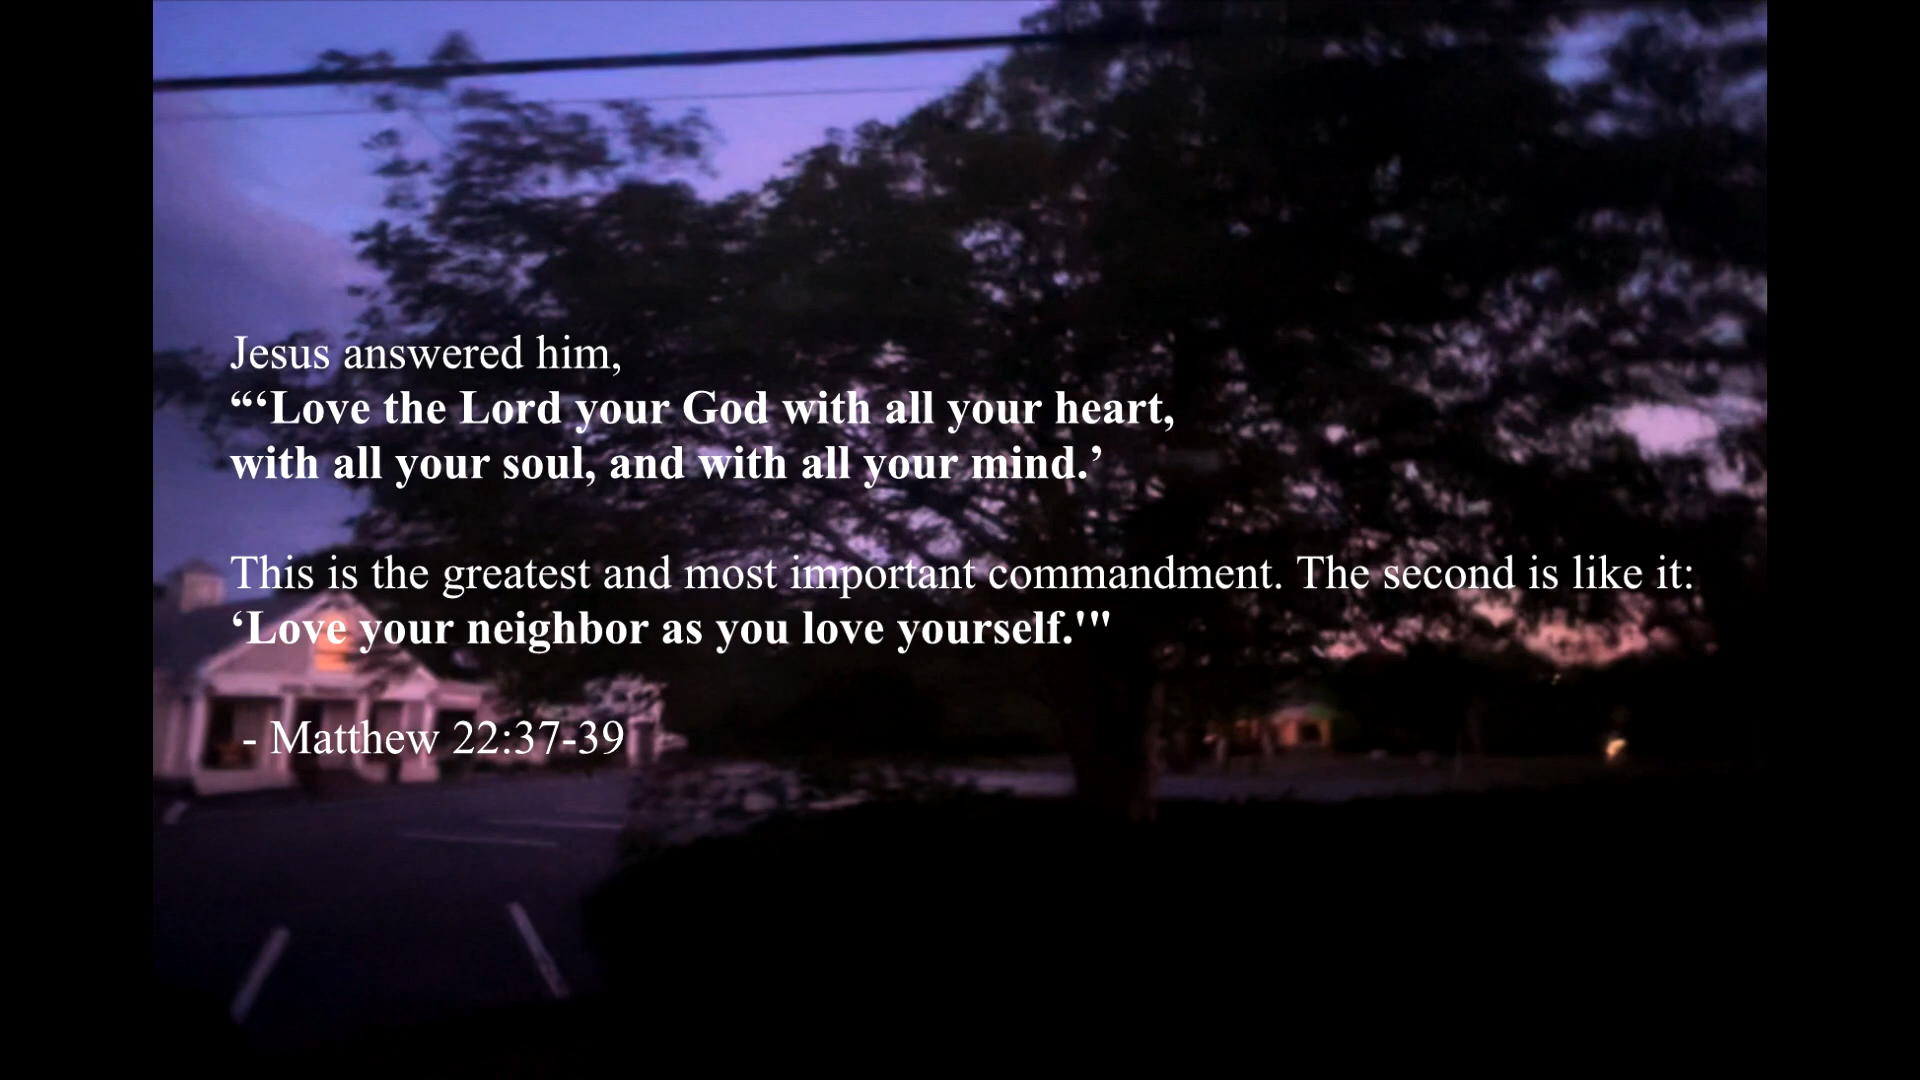 Jesus answered him,
“‘Love the Lord your God with all your heart,
with all your soul, and with all your mind.’
This is the greatest and most important commandment. The second is like it:
‘Love your neighbor as you love yourself.'"
- Matthew 22:37-39